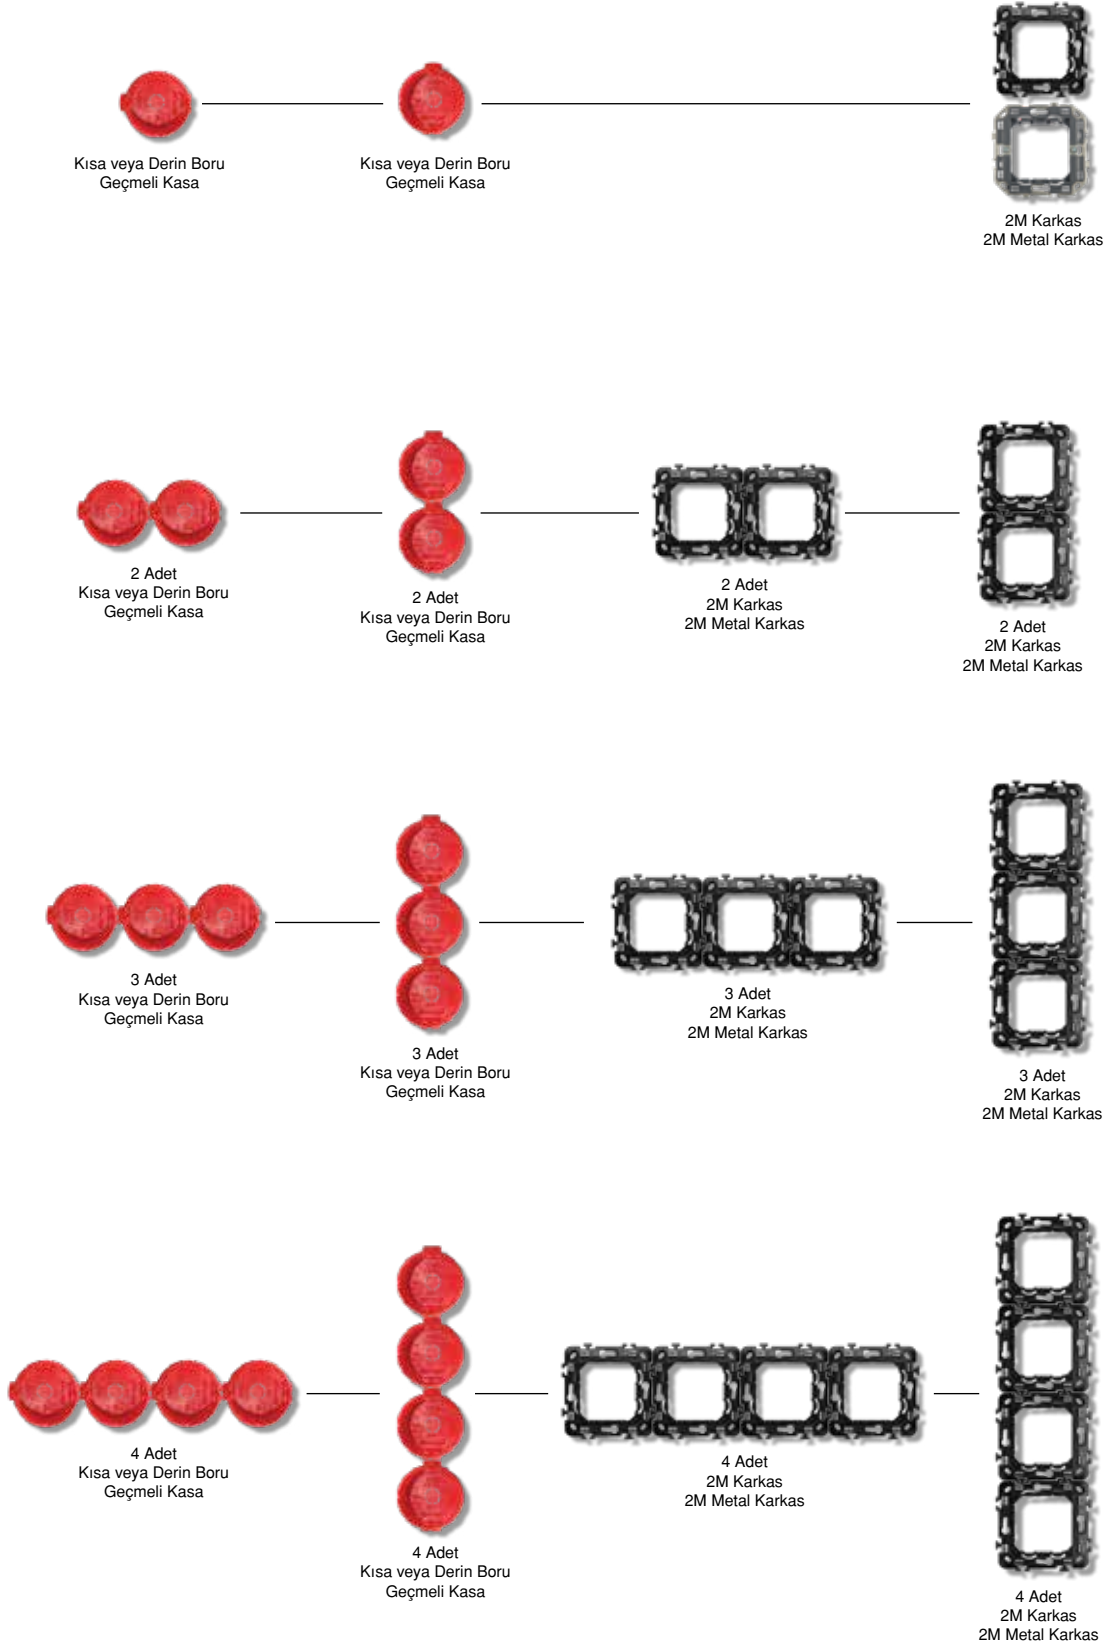 Kısa veya Derin Boru
Geçmeli Kasa
Kısa veya Derin Boru
Geçmeli Kasa
2M Karkas
2M Metal Karkas
2 Adet
Kısa veya Derin Boru
Geçmeli Kasa
2 Adet
Kısa veya Derin Boru
Geçmeli Kasa
2 Adet
2M Karkas
2M Metal Karkas
2 Adet
2M Karkas
2M Metal Karkas
3 Adet
Kısa veya Derin Boru
Geçmeli Kasa
3 Adet
Kısa veya Derin Boru
Geçmeli Kasa
3 Adet
2M Karkas
2M Metal Karkas
3 Adet
2M Karkas
2M Metal Karkas
4 Adet
Kısa veya Derin Boru
Geçmeli Kasa
4 Adet
Kısa veya Derin Boru
Geçmeli Kasa
4 Adet
2M Karkas
2M Metal Karkas
4 Adet
2M Karkas
2M Metal Karkas